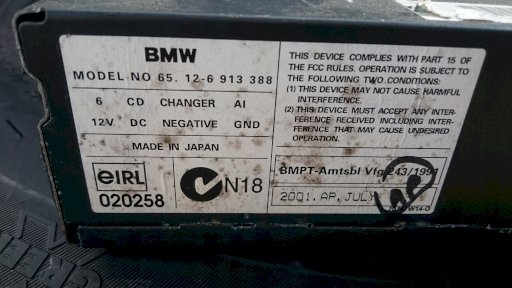 BMW
MODEL NO 65. 12-6 913 388
6 CD CHANGER AI
12V DC NEGATIVE GND
MADE IN JAPAN
eIRL
020258
N18
THIS DEVICE COMPLIES WITH PART 15 OF
THE FCC RULES. OPERATION IS SUBJECT TO
THE FOLLOWING TWO CONDITIONS:
(1) THIS DEVICE MAY NOT CAUSE HARMFUL
INTERFERENCE.
(2) THIS DEVICE MUST ACCEPT ANY INTER-
FERENCE RECEIVED INCLUDING INTER-
FERENCE THAT MAY CAUSE UNDESIRED
OPERATION.
BMPT-Amtsbl Vfg 243/1991
2001.AP, JUL